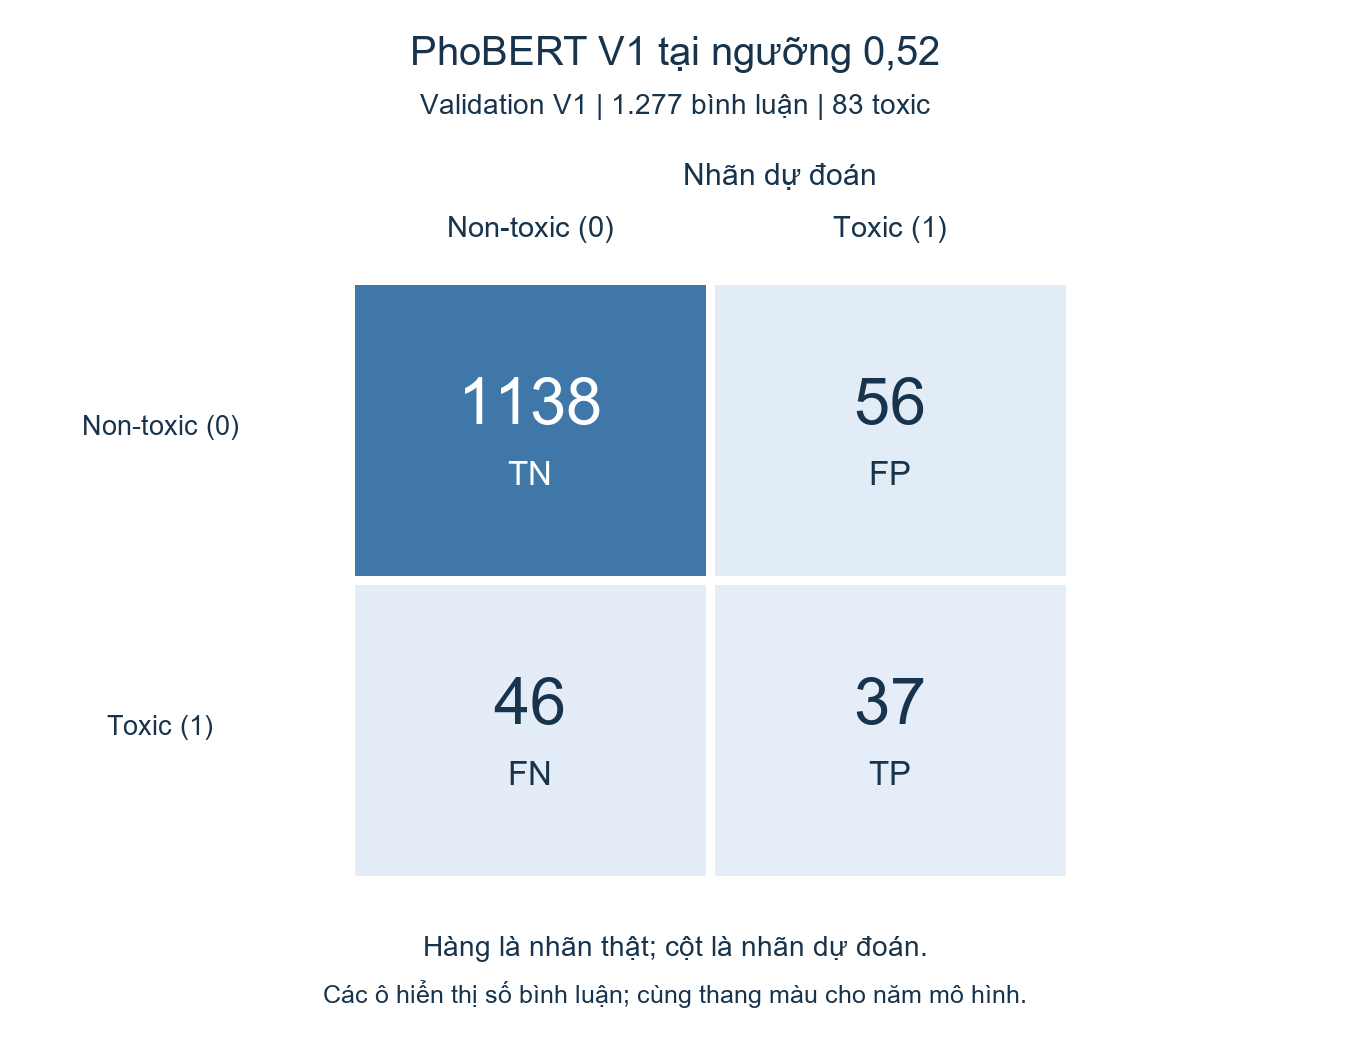 PhoBERT V1 tại ngưỡng 0,52
Validation V1 | 1.277 bình luận | 83 toxic
Nhãn dự đoán
Non-toxic (0) Toxic (1)
Non-toxic (0) 1138 56
TN FP
Toxic (1) 46 37
FN TP
Hàng là nhãn thật; cột là nhãn dự đoán.
Các ô hiển thị số bình luận; cùng thang màu cho năm mô hình.